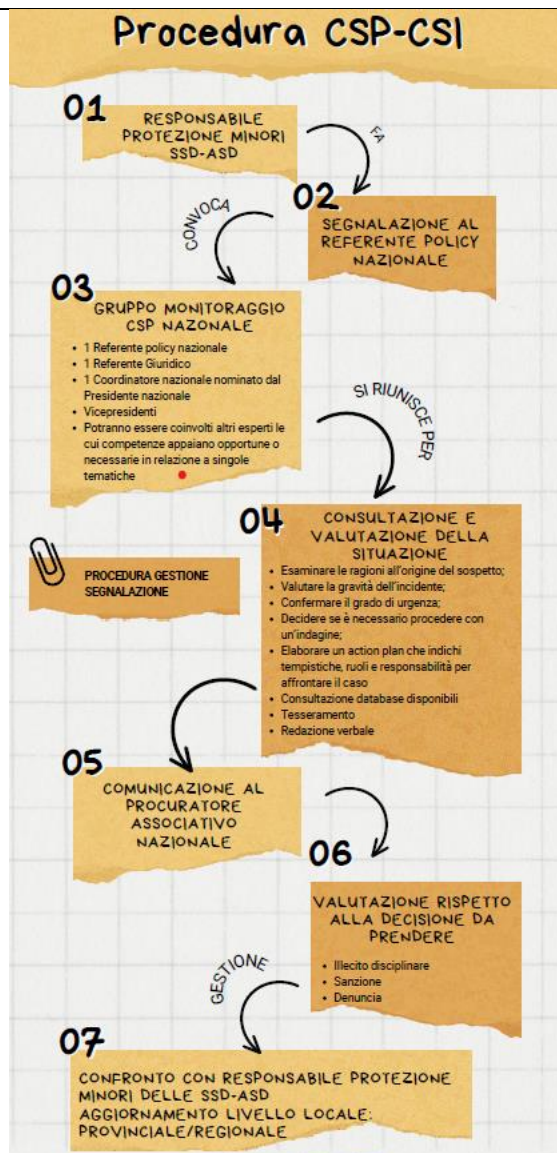 Procedura CSP-CSI
01
RESPONSABILE
PROTEZIONE MINORI
SSD-ASD
FA
02
SEGNALAZIONE AL
REFERENTE POLICY
NAZIONALE
CONVOCA
03
GRUPPO MONITORAGGIO
CSP NAZONALE
• 1 Referente policy nazionale
• 1 Referente Giuridico
• 1 Coordinatore nazionale nominato dal
Presidente nazionale
• Vicepresidenti
• Potranno essere coinvolti altri esperti le
cui competenze appaiano opportune o
necessarie in relazione a singole
tematiche
SI RIUNISCE PER
04
CONSULTAZIONE E
VALUTAZIONE DELLA
SITUAZIONE
• Esaminare le ragioni all'origine del sospetto;
• Valutare la gravità dell'incidente;
• Confermare il grado di urgenza;
• Decidere se è necessario procedere con
un'indagine;
• Elaborare un action plan che indichi
tempistiche, ruoli e responsabilità per
affrontare il caso
• Consultazione database disponibili
• Tesseramento
• Redazione verbale
PROCEDURA GESTIONE
SEGNALAZIONE
05
COMUNICAZIONE AL
PROCURATORE
ASSOCIATIVO
NAZIONALE
06
VALUTAZIONE RISPETTO
ALLA DECISIONE DA
PRENDERE
• Illecito disciplinare
• Sanzione
• Denuncia
GESTIONE
07
CONFRONTO CON RESPONSABILE PROTEZIONE
MINORI DELLE SSD-ASD
AGGIORNAMENTO LIVELLO LOCALE:
PROVINCIALE/REGIONALE